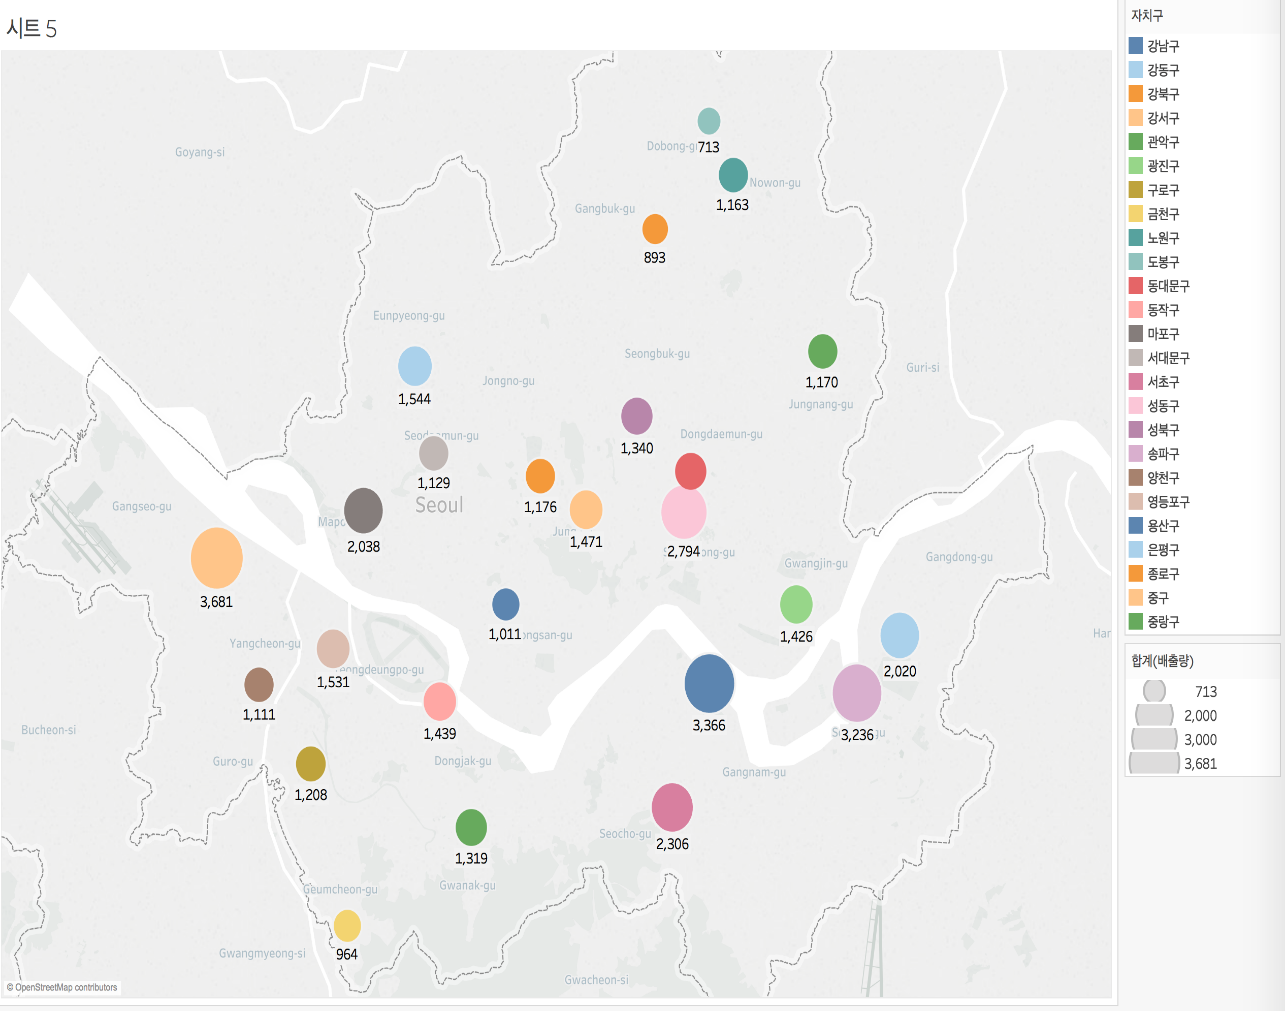 시트 5
Goyang-si
Dobong-g
713
Nowon-gu
1,163
Gangbuk-gu
893
Eunpyeong-gu
1,544
Seongbuk-gu
Jongno-gu
1,170
Jungnang-gu
Guri-si
1,340
Dongdaemun-gu
1,129
Seoul
1,176
1,471
Gangseo-gu
2,038
2,794
ong-gu
Gwangjin-gu
Gangdong-gu
3,681
1,011
ongsan-gu
1,426
Yangcheon-gu
1,531
eongdeungpo-gu
2,020
1,111
1,439
3,366
3,236
Har
Bucheon-si
Guro-gu
Dongjak-gu
Gangnam-gu
1,208
Seocho-gu
2,306
1,319
Gwanak-gu
Geumcheon-gu
964
Gwangmyeong-si
Gwacheon-si
© OpenStreetMap contributors
자치구
강남구
강동구
강북구
강서구
관악구
광진구
구로구
금천구
노원구
도봉구
동대문구
동작구
마포구
서대문구
서초구
성동구
성북구
송파구
양천구
영등포구
용산구
은평구
종로구
중구
중랑구
합계(배출량)
713
2,000
3,000
3,681